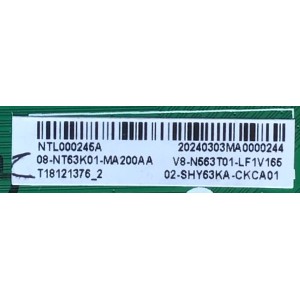 NTL000245A 20240303MA0000244
08-NT63K01-MA200AA V8-N563T01-LF1V165
T18121376_2 02-SHY63KA-CKCA01